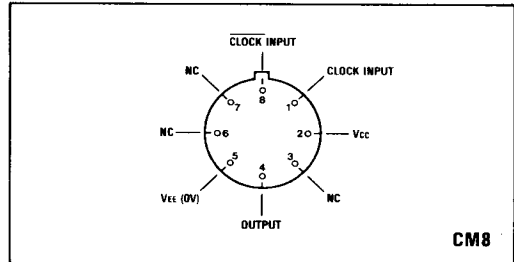 C̅L̅O̅C̅K̅ INPUT
NC
CLOCK INPUT
8
7
1
NC
6
2
VCC
5
4
3
VEE (0V)
NC
OUTPUT
CM8